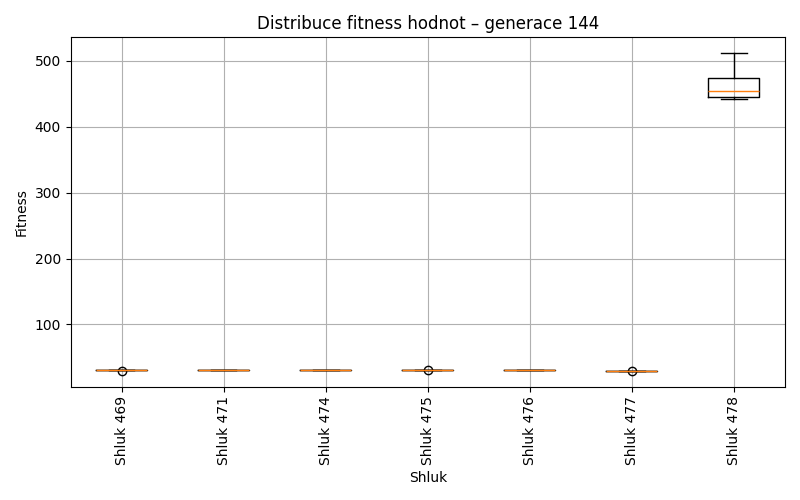 Distribuce fitness hodnot – generace 144
Fitness
500
400
300
200
100
Shluk 469
Shluk 471
Shluk 474
Shluk 475
Shluk 476
Shluk 477
Shluk 478
Shluk